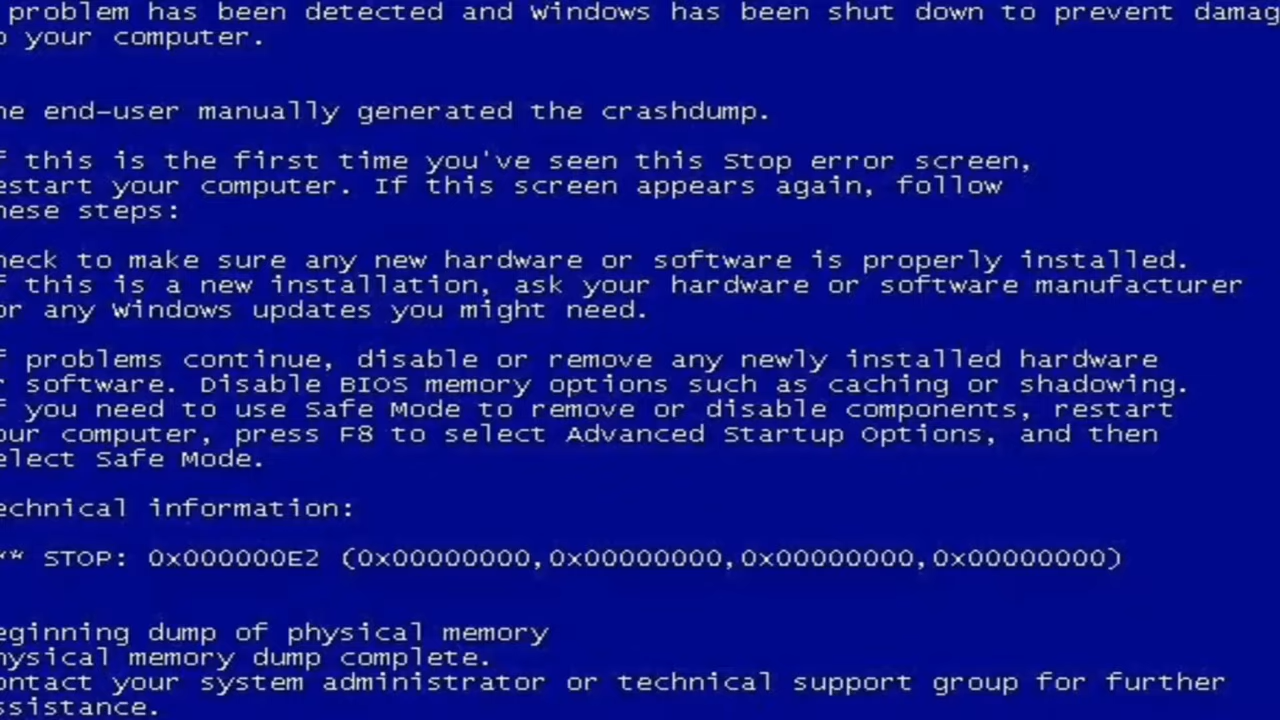 problem has been detected and Windows has been shut down to prevent damag
o your computer.
he end-user manually generated the crashdump.
f this is the first time you've seen this Stop error screen,
estart your computer. If this screen appears again, follow
hese steps:
heck to make sure any new hardware or software is properly installed.
f this is a new installation, ask your hardware or software manufacturer
or any Windows updates you might need.
f problems continue, disable or remove any newly installed hardware
r software. Disable BIOS memory options such as caching or shadowing.
f you need to use Safe Mode to remove or disable components, restart
our computer, press F8 to select Advanced Startup Options, and then
elect Safe Mode.
echnical information:
** STOP: 0x000000E2 (0x00000000,0x00000000,0x00000000,0x00000000)
eginning dump of physical memory
hysical memory dump complete.
ontact your system administrator or technical support group for further
ssistance.